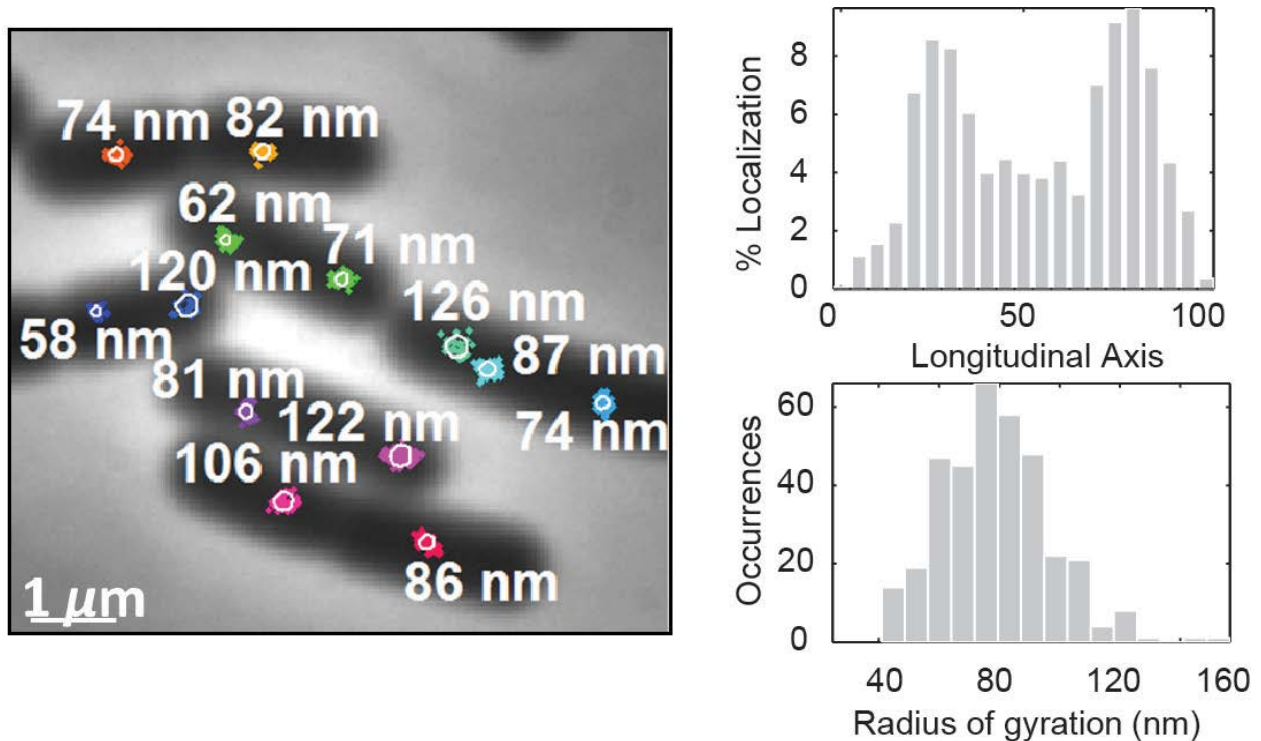 74 nm 82 nm
62 nm
71 nm
120 nm
126 nm
58 nm
87 nm
81 nm
74 nm
122 nm
106 nm
86 nm
1 μm
% Localization
8
6
4
2
0
0 50 100
Longitudinal Axis
Occurrences
60
40
20
0
40 80 120 160
Radius of gyration (nm)